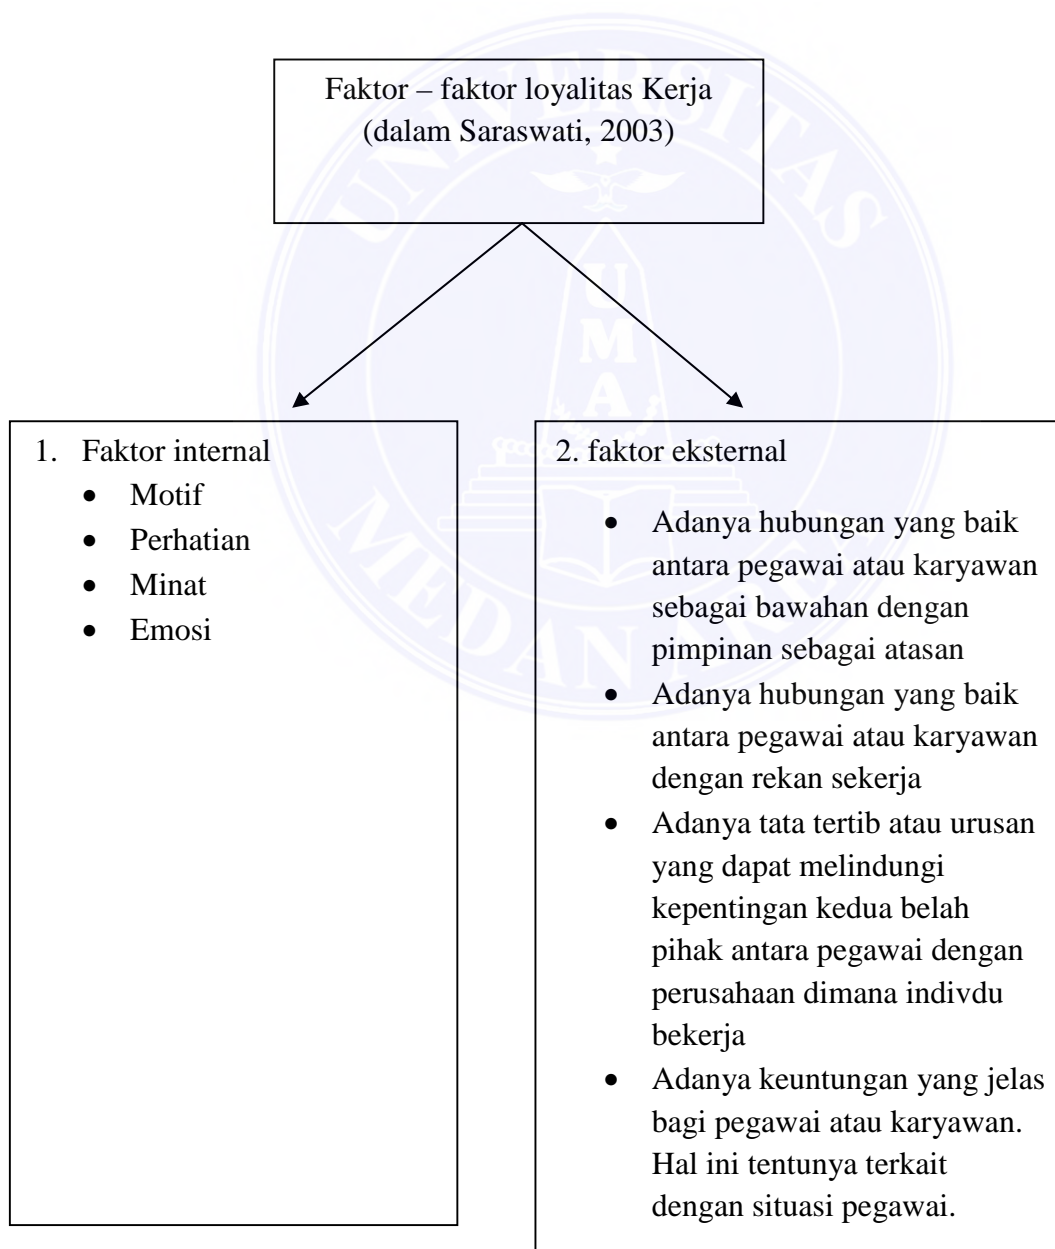 Faktor – faktor loyalitas Kerja
(dalam Saraswati, 2003)
UNIVERSITAS
UMA
MEDAN AREA
1. Faktor internal
• Motif
• Perhatian
• Minat
• Emosi
2. faktor eksternal
• Adanya hubungan yang baik
antara pegawai atau karyawan
sebagai bawahan dengan
pimpinan sebagai atasan
• Adanya hubungan yang baik
antara pegawai atau karyawan
dengan rekan sekerja
• Adanya tata tertib atau urusan
yang dapat melindungi
kepentingan kedua belah
pihak antara pegawai dengan
perusahaan dimana indivdu
bekerja
• Adanya keuntungan yang jelas
bagi pegawai atau karyawan.
Hal ini tentunya terkait
dengan situasi pegawai.